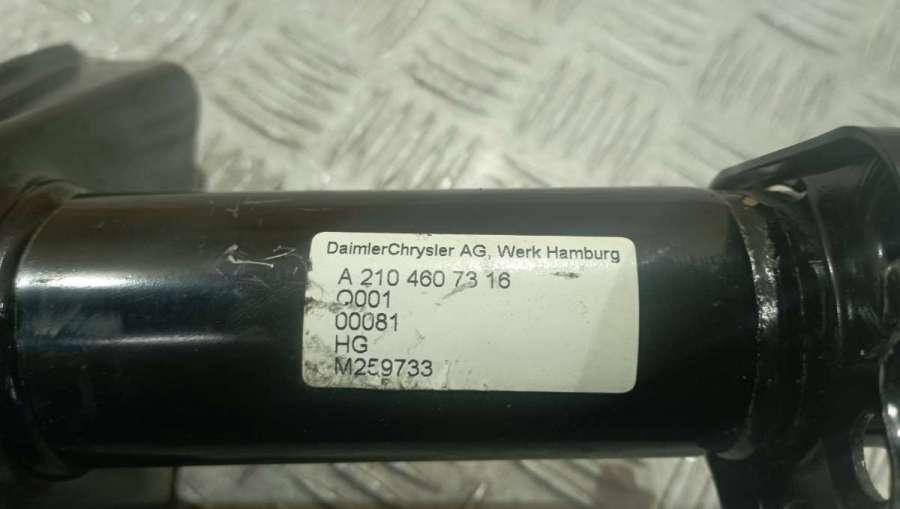 DaimlerChrysler AG, Werk Hamburg
A 210 460 73 16
Q001
00081
HG
M259733